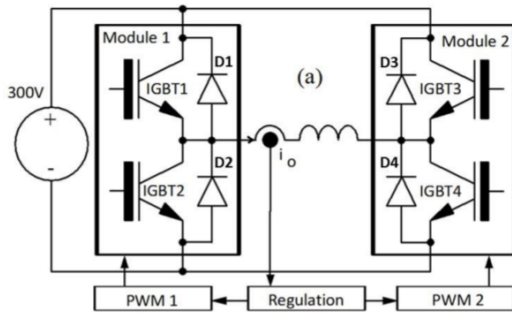 Module 1
D1
(a)
D3
Module 2
300V
IGBT1
IGBT3
+
-
D2
D4
i o
IGBT2
IGBT4
PWM 1
Regulation
PWM 2